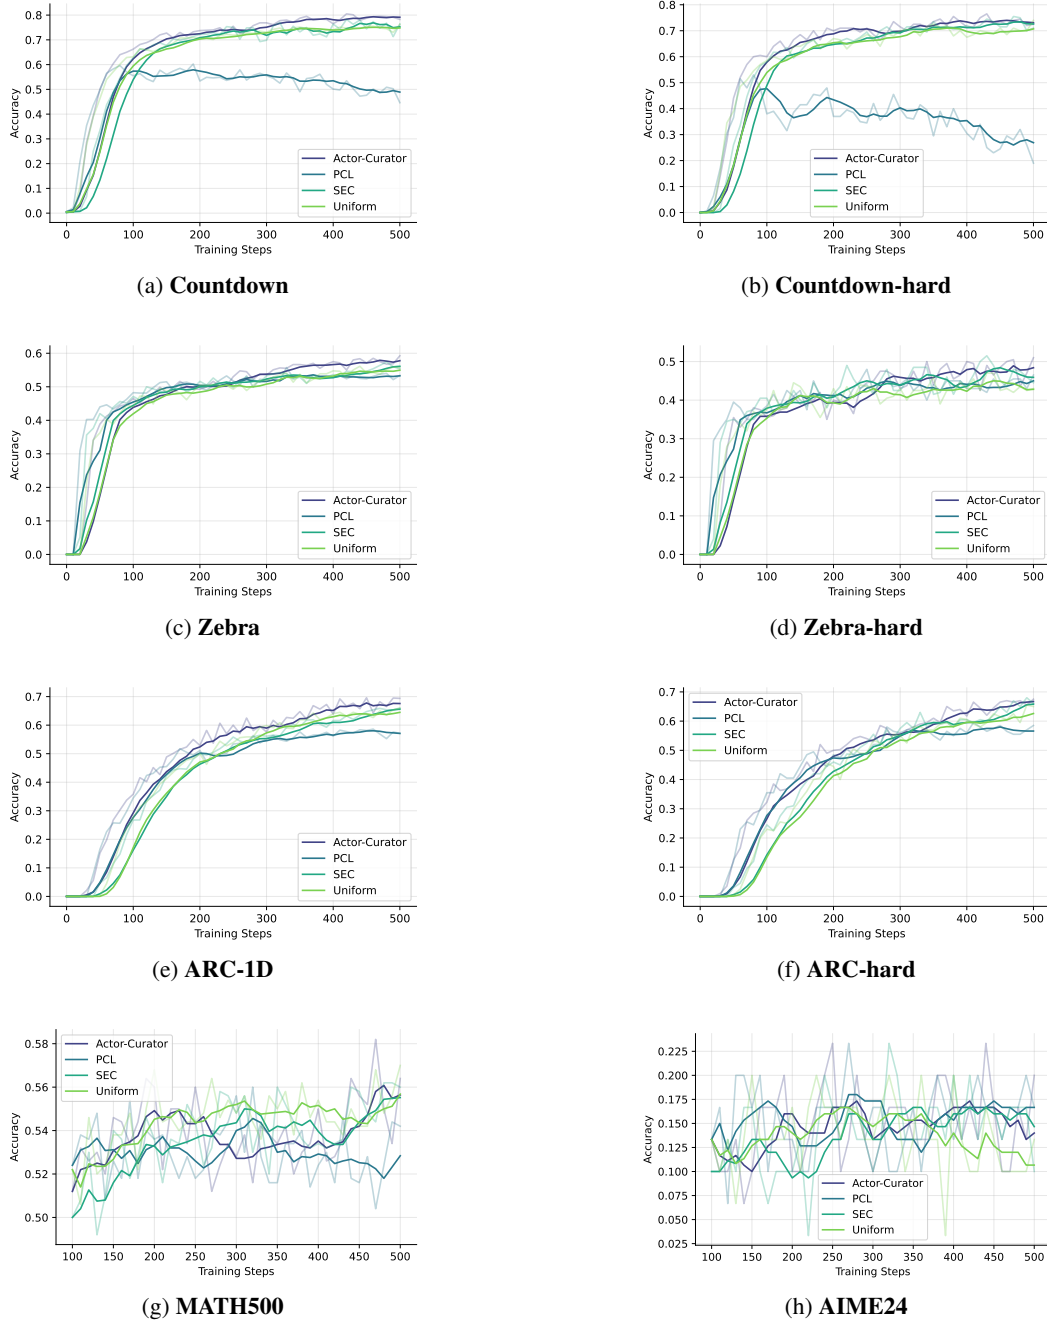 0.8
0.7
0.6
0.5
0.4
0.3
0.2
0.1
0.0
Accuracy
0 100 200 300 400 500
Training Steps
Actor-Curator
PCL
SEC
Uniform
(a) Countdown
0.8
0.7
0.6
0.5
0.4
0.3
0.2
0.1
0.0
Accuracy
0 100 200 300 400 500
Training Steps
Actor-Curator
PCL
SEC
Uniform
(b) Countdown-hard
0.6
0.5
0.4
0.3
0.2
0.1
0.0
Accuracy
0 100 200 300 400 500
Training Steps
Actor-Curator
PCL
SEC
Uniform
(c) Zebra
0.5
0.4
0.3
0.2
0.1
0.0
Accuracy
0 100 200 300 400 500
Training Steps
Actor-Curator
PCL
SEC
Uniform
(d) Zebra-hard
0.7
0.6
0.5
0.4
0.3
0.2
0.1
0.0
Accuracy
0 100 200 300 400 500
Training Steps
Actor-Curator
PCL
SEC
Uniform
(e) ARC-1D
0.7
0.6
0.5
0.4
0.3
0.2
0.1
0.0
Accuracy
0 100 200 300 400 500
Training Steps
Actor-Curator
PCL
SEC
Uniform
(f) ARC-hard
0.58
0.56
0.54
0.52
0.50
Accuracy
100 150 200 250 300 350 400 450 500
Training Steps
Actor-Curator
PCL
SEC
Uniform
(g) MATH500
0.225
0.200
0.175
0.150
0.125
0.100
0.075
0.050
0.025
Accuracy
100 150 200 250 300 350 400 450 500
Training Steps
Actor-Curator
PCL
SEC
Uniform
(h) AIME24